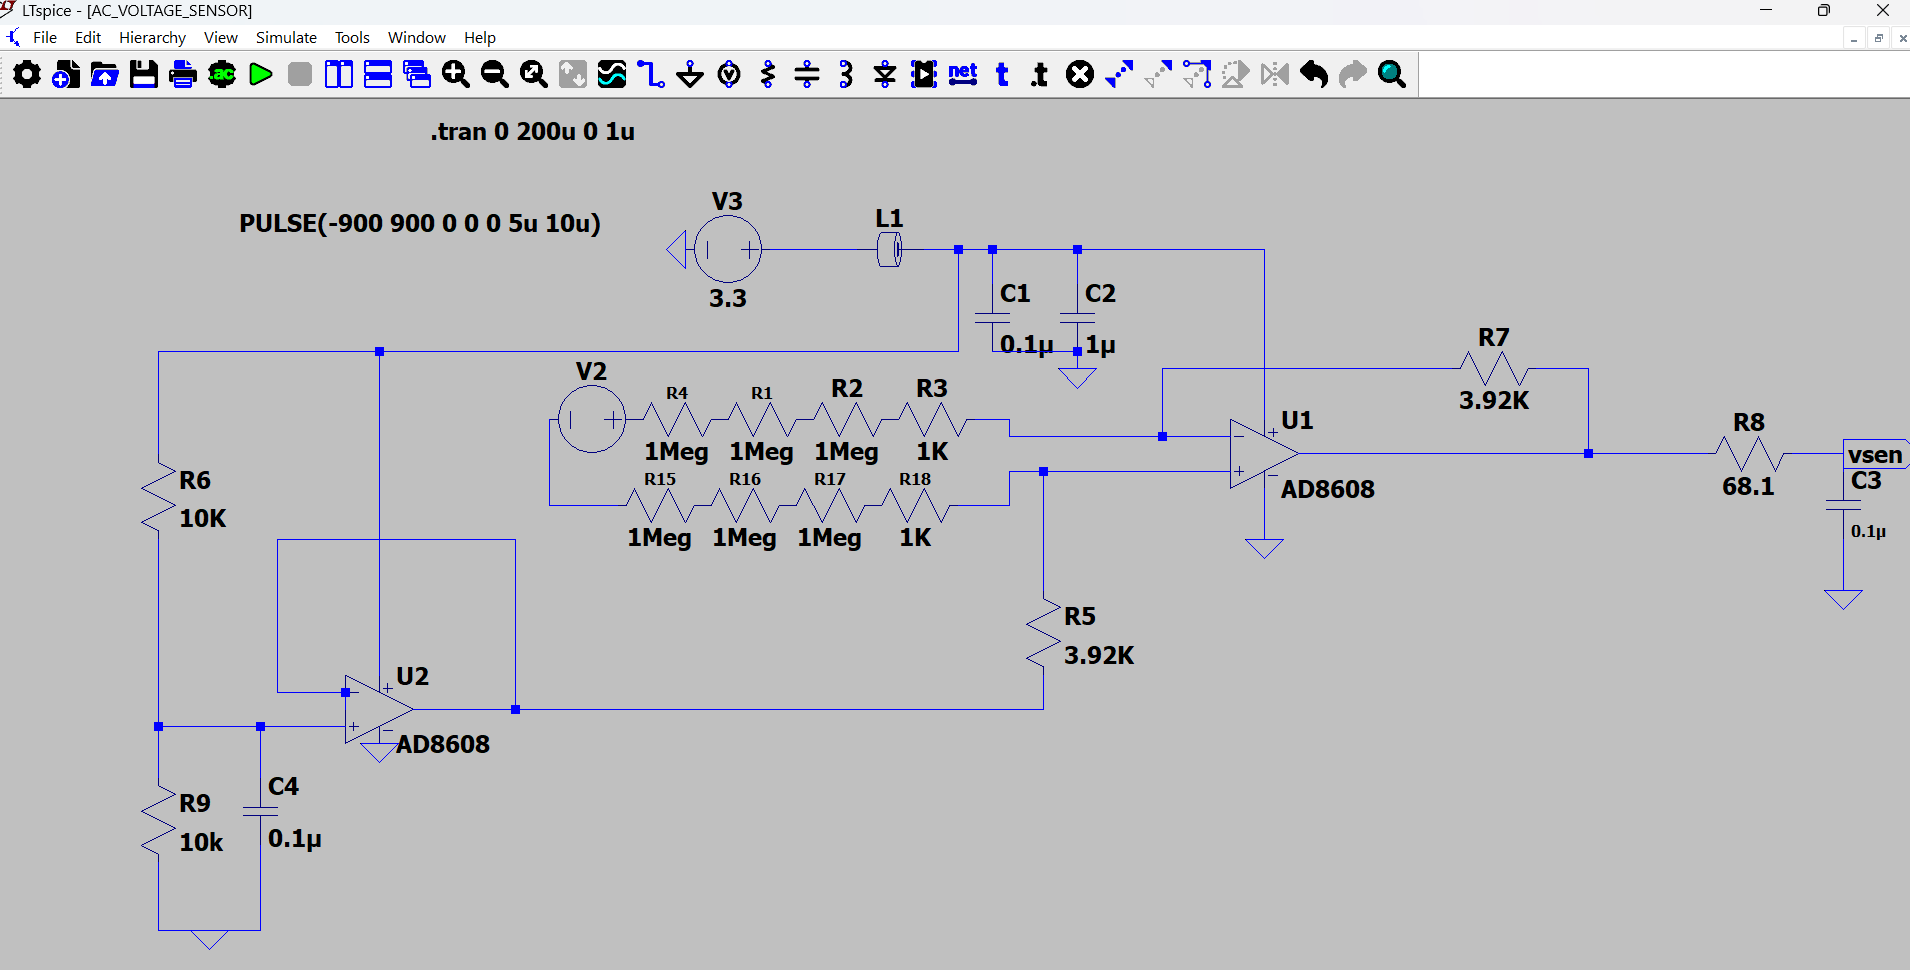 LTspice - [AC_VOLTAGE_SENSOR]
File Edit Hierarchy View Simulate Tools Window Help
.ac
net
t
.t
.tran 0 200u 0 1u
PULSE(-900 900 0 0 0 5u 10u)
V3
3.3
L1
C1
0.1µ
C2
1µ
V2
R4
1Meg
R1
1Meg
R2
1Meg
R3
1K
R15
1Meg
R16
1Meg
R17
1Meg
R18
1K
R7
3.92K
U1
AD8608
R8
68.1
vsen
C3
0.1µ
R6
10K
R5
3.92K
U2
AD8608
R9
10k
C4
0.1µ